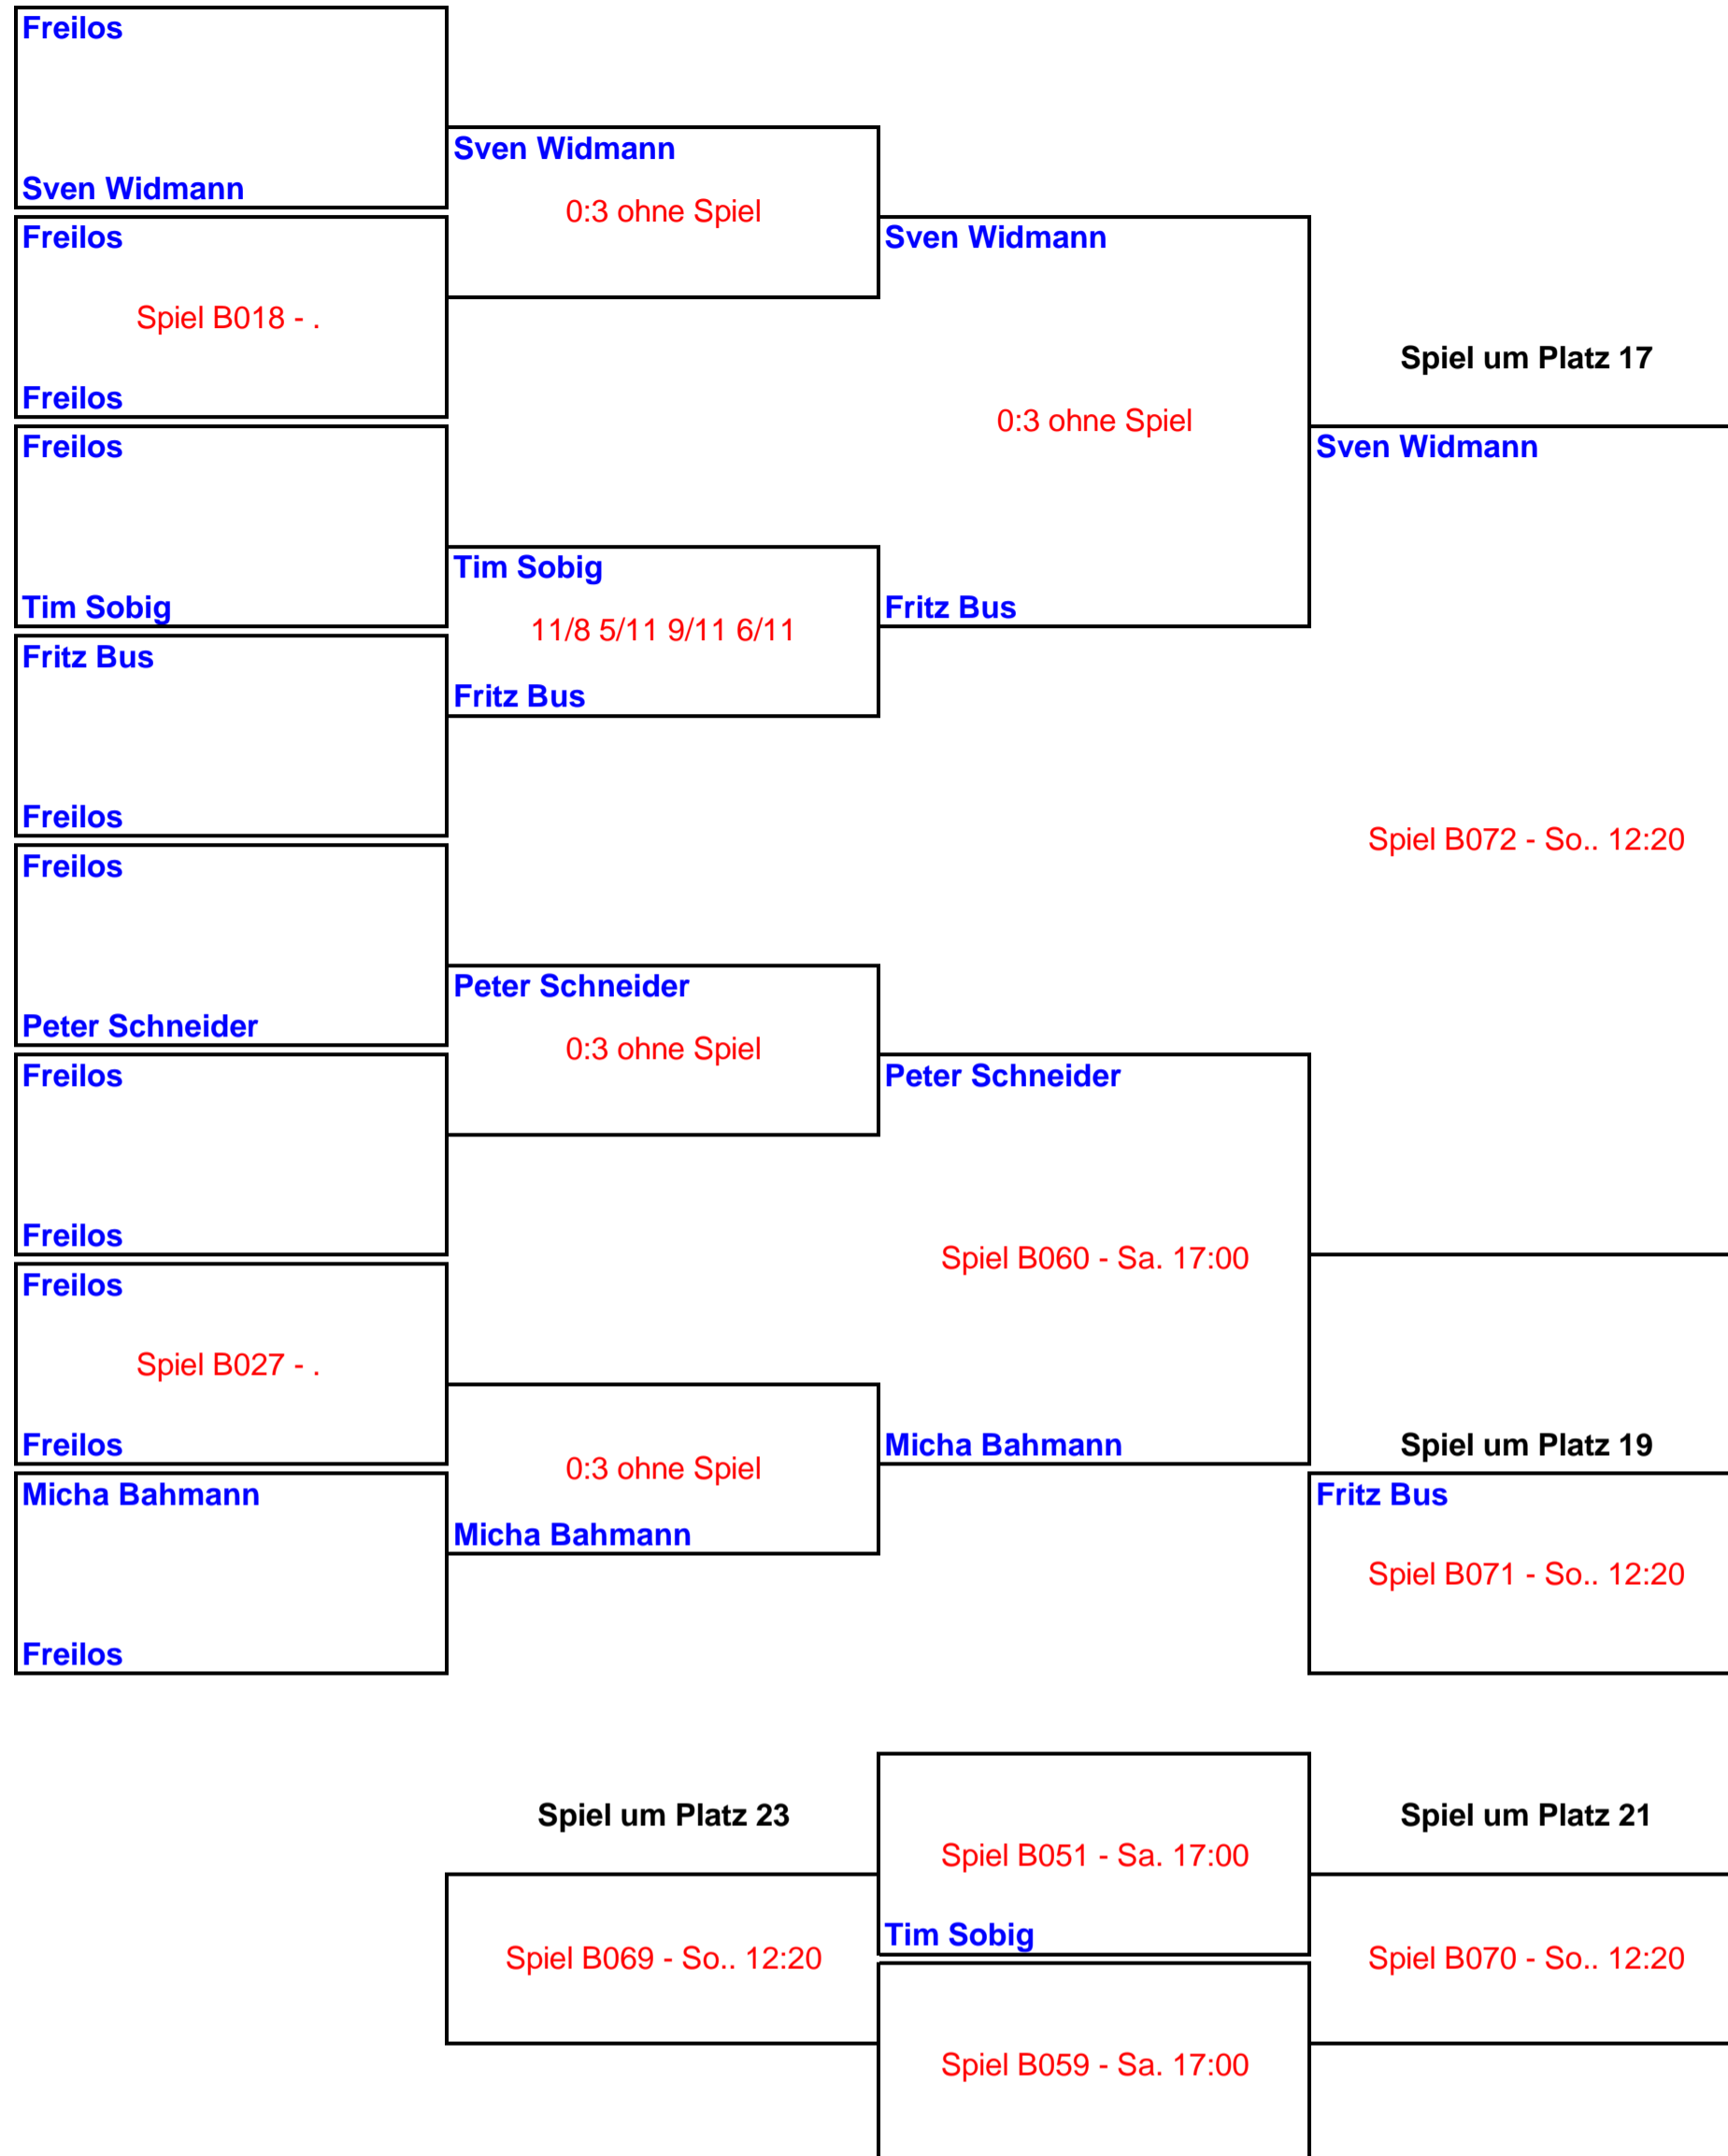 Freilos
Sven Widmann
Sven Widmann
0:3 ohne Spiel
Freilos
Sven Widmann
Spiel B018 - .
Spiel um Platz 17
Freilos
0:3 ohne Spiel
Freilos
Sven Widmann
Tim Sobig
Tim Sobig
Fritz Bus
11/8 5/11 9/11 6/11
Fritz Bus
Fritz Bus
Freilos
Spiel B072 - So.. 12:20
Freilos
Peter Schneider
Peter Schneider
0:3 ohne Spiel
Freilos
Peter Schneider
Freilos
Spiel B060 - Sa. 17:00
Freilos
Spiel B027 - .
Freilos
Micha Bahmann
Spiel um Platz 19
0:3 ohne Spiel
Micha Bahmann
Fritz Bus
Micha Bahmann
Spiel B071 - So.. 12:20
Freilos
Spiel um Platz 23
Spiel um Platz 21
Spiel B051 - Sa. 17:00
Tim Sobig
Spiel B069 - So.. 12:20
Spiel B070 - So.. 12:20
Spiel B059 - Sa. 17:00